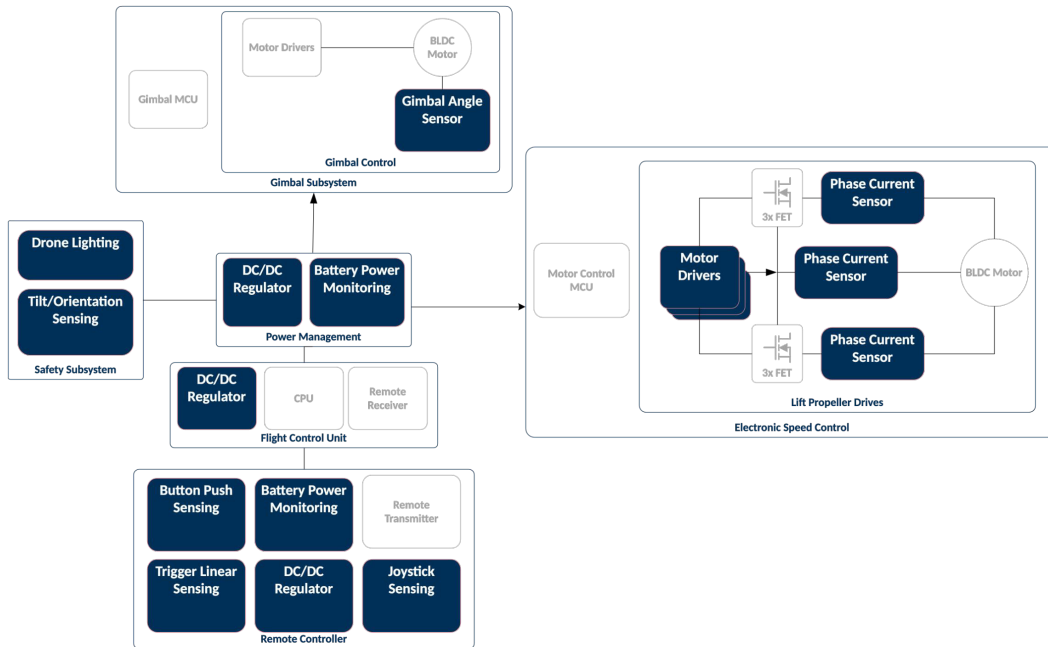 Motor Drivers
BLDC
Motor
Gimbal MCU
Gimbal Angle
Sensor
Gimbal Control
Gimbal Subsystem
Drone Lighting
Tilt/Orientation
Sensing
Safety Subsystem
DC/DC
Regulator
Battery Power
Monitoring
Power Management
DC/DC
Regulator
CPU
Remote
Receiver
Flight Control Unit
Button Push
Sensing
Battery Power
Monitoring
Remote
Transmitter
Trigger Linear
Sensing
DC/DC
Regulator
Joystick
Sensing
Remote Controller
Motor Control
MCU
Motor
Drivers
3x FET
Phase Current
Sensor
Phase Current
Sensor
BLDC Motor
3x FET
Phase Current
Sensor
Lift Propeller Drives
Electronic Speed Control